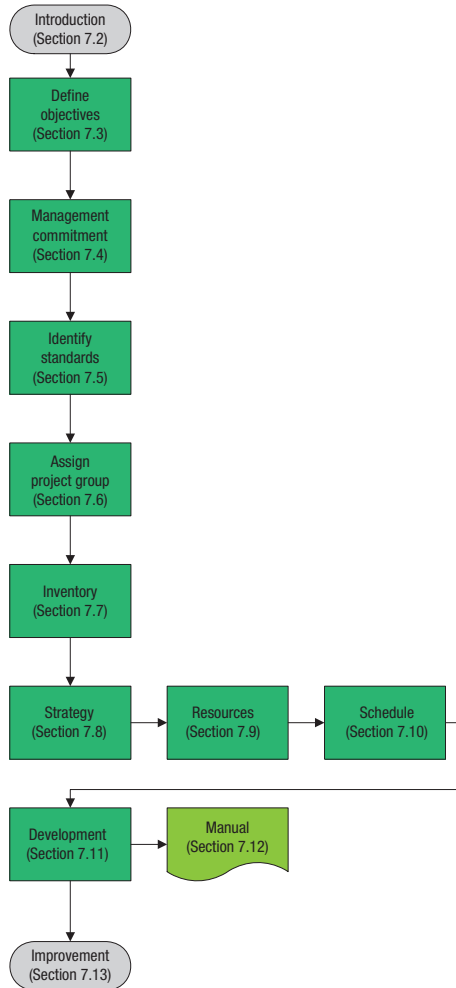 Introduction
(Section 7.2)
Define
objectives
(Section 7.3)
Management
commitment
(Section 7.4)
Identify
standards
(Section 7.5)
Assign
project group
(Section 7.6)
Inventory
(Section 7.7)
Strategy
(Section 7.8)
Resources
(Section 7.9)
Schedule
(Section 7.10)
Development
(Section 7.11)
Manual
(Section 7.12)
Improvement
(Section 7.13)